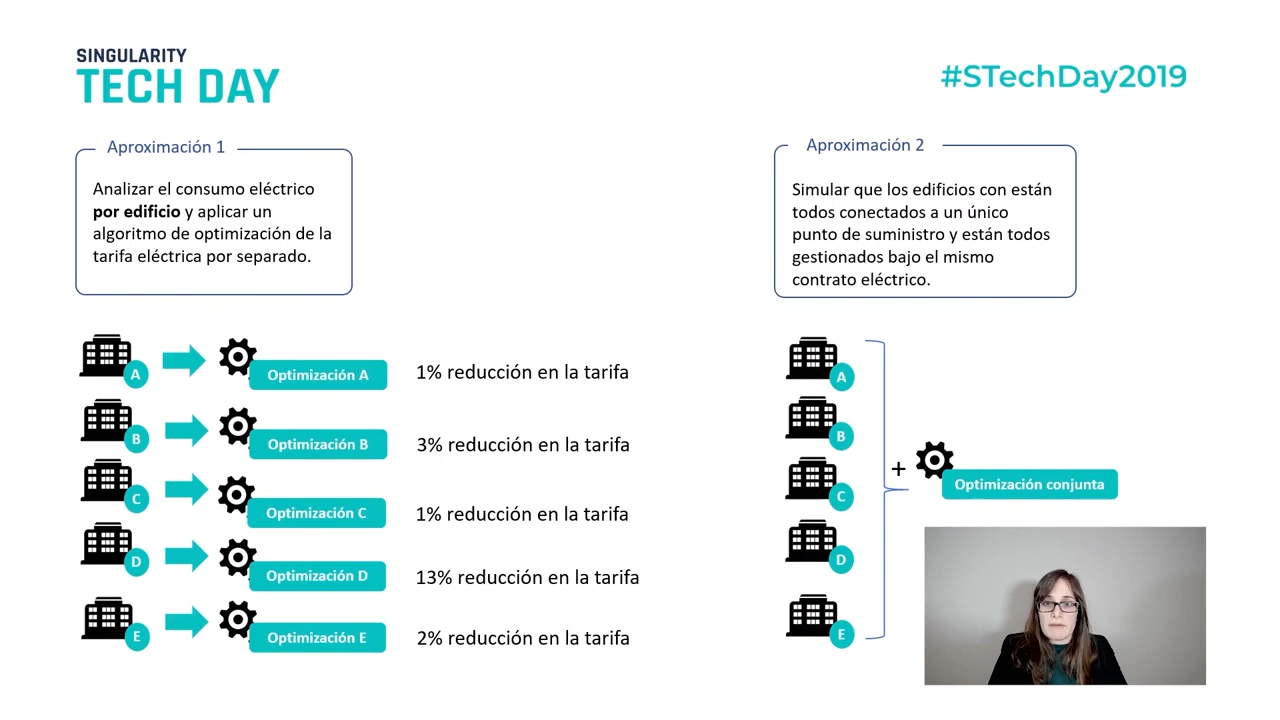 SINGULARITY
TECH DAY
#STechDay2019
Aproximación 1
Analizar el consumo eléctrico
por edificio y aplicar un
algoritmo de optimización de la
tarifa eléctrica por separado.
A
Optimización A
1% reducción en la tarifa
B
Optimización B
3% reducción en la tarifa
C
Optimización C
1% reducción en la tarifa
D
Optimización D
13% reducción en la tarifa
E
Optimización E
2% reducción en la tarifa
Aproximación 2
Simular que los edificios con están
todos conectados a un único
punto de suministro y están todos
gestionados bajo el mismo
contrato eléctrico.
A
B
C
D
E
+
Optimización conjunta